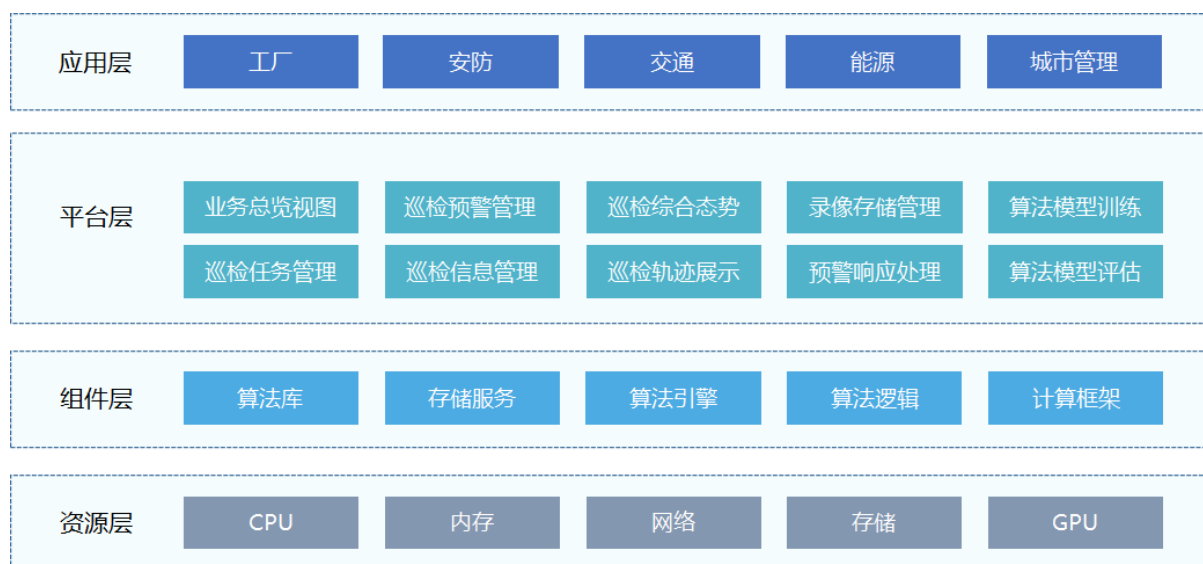 应用层 工厂 安防 交通 能源 城市管理
业务总览视图 巡检预警管理 巡检综合态势 录像存储管理 算法模型训练
平台层
巡检任务管理 巡检信息管理 巡检轨迹展示 预警响应处理 算法模型评估
组件层 算法库 存储服务 算法引擎 算法逻辑 计算框架
资源层 CPU 内存 网络 存储 GPU